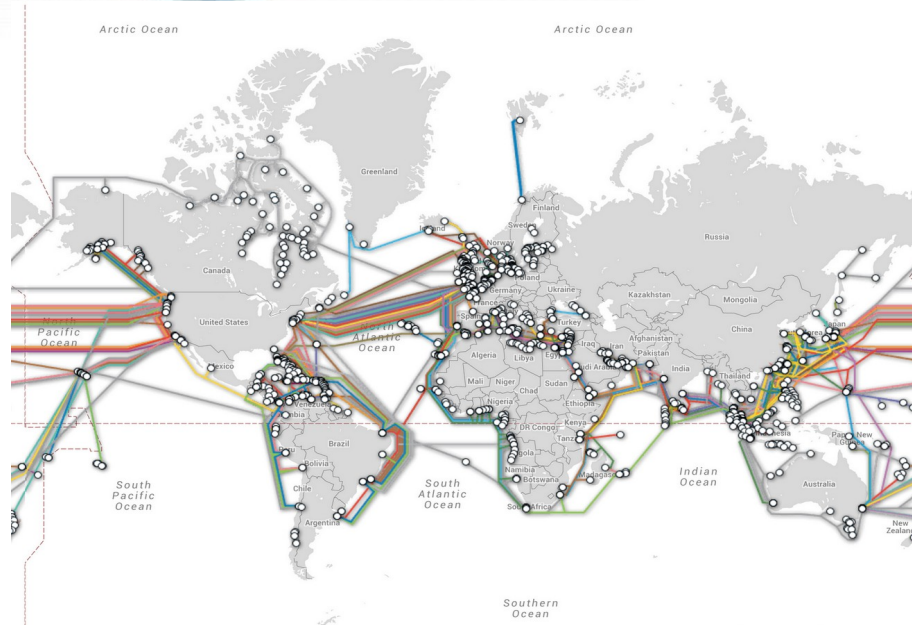 Arctic Ocean
Arctic Ocean
Greenland
Finland
Norway
Russia
Canada
Germany
Ukraine
Kazakhstan
Mongolia
North
Pacific
Ocean
United States
North
Atlantic
Ocean
France
Turkey
China
Japan
Algeria
Libya
Iraq
Iran
Afghanistan
Pakistan
India
Thailand
Mali
Niger
Chad
Sudan
Nigeria
Ethiopia
DR Congo
Kenya
Brazil
Bolivia
Chile
Argentina
Namibia
Botswana
Madagascar
South
Pacific
Ocean
South
Atlantic
Ocean
Indian
Ocean
Australia
New
Zealand
Southern
Ocean